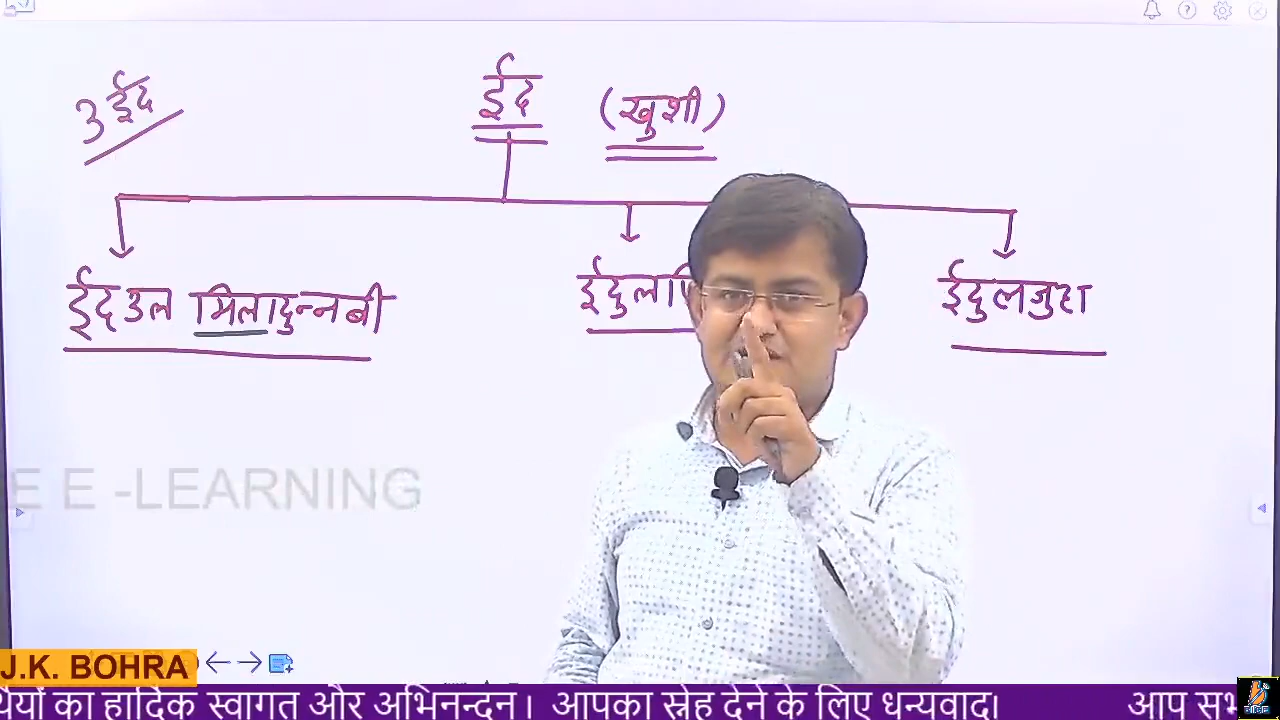 3 ईद
ईद (खुशी)
ईद उल मिलादुन्नबी
ईदुलफि
ईदुलजुहा
E E -LEARNING
J.K. BOHRA
का हार्दिक स्वागत और अभिनन्दन। आपका स्नेह देने के लिए धन्यवाद।
आप सभ